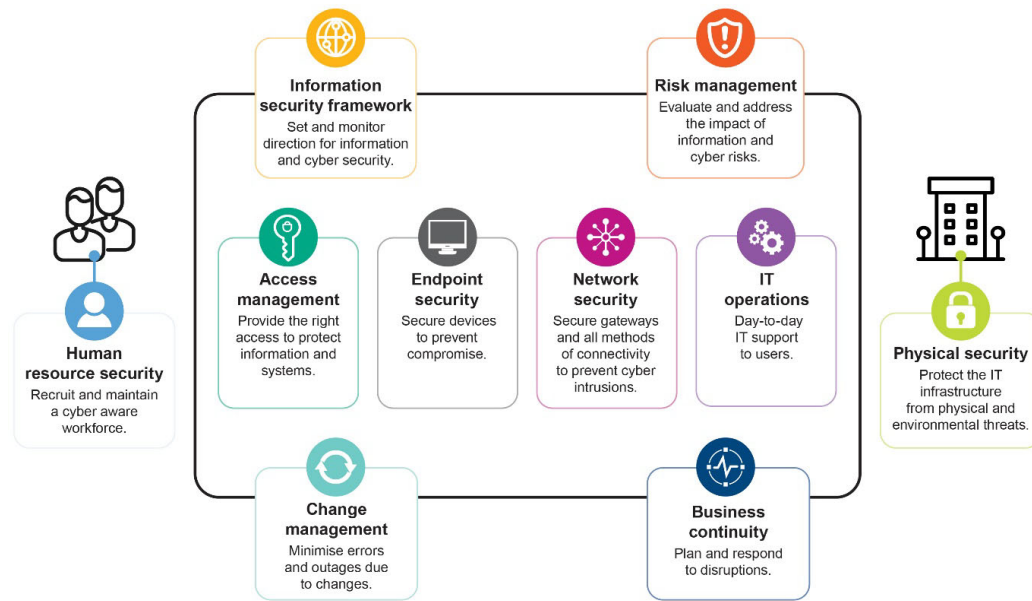 Information
security framework
Set and monitor
direction for information
and cyber security.
Risk management
Evaluate and address
the impact of
information and
cyber risks.
Human
resource security
Recruit and maintain
a cyber aware
workforce.
Access
management
Provide the right
access to protect
information and
systems.
Endpoint
security
Secure devices
to prevent
compromise.
Network
security
Secure gateways
and all methods
of connectivity
to prevent cyber
intrusions.
IT
operations
Day-to-day
IT support
to users.
Physical security
Protect the IT
infrastructure
from physical and
environmental threats.
Change
management
Minimise errors
and outages due
to changes.
Business
continuity
Plan and respond
to disruptions.